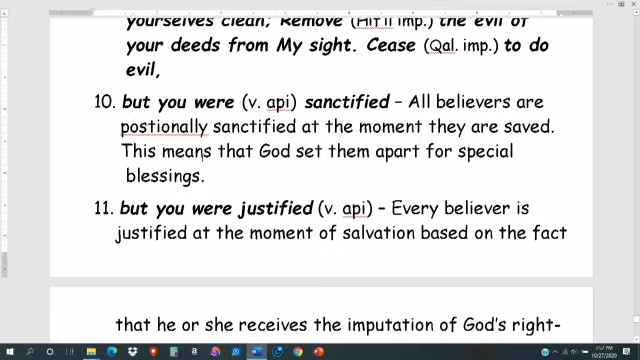 yourselves clean; Remove (Hif'il imp.) the evil of
your deeds from My sight. Cease (Qal. imp.) to do
evil,
10. but you were (v. api) sanctified – All believers are
postionally sanctified at the moment they are saved.
This means that God set them apart for special
blessings.
11. but you were justified (v. api) – Every believer is
justified at the moment of salvation based on the fact
that he or she receives the imputation of God's right-
10/27/2020